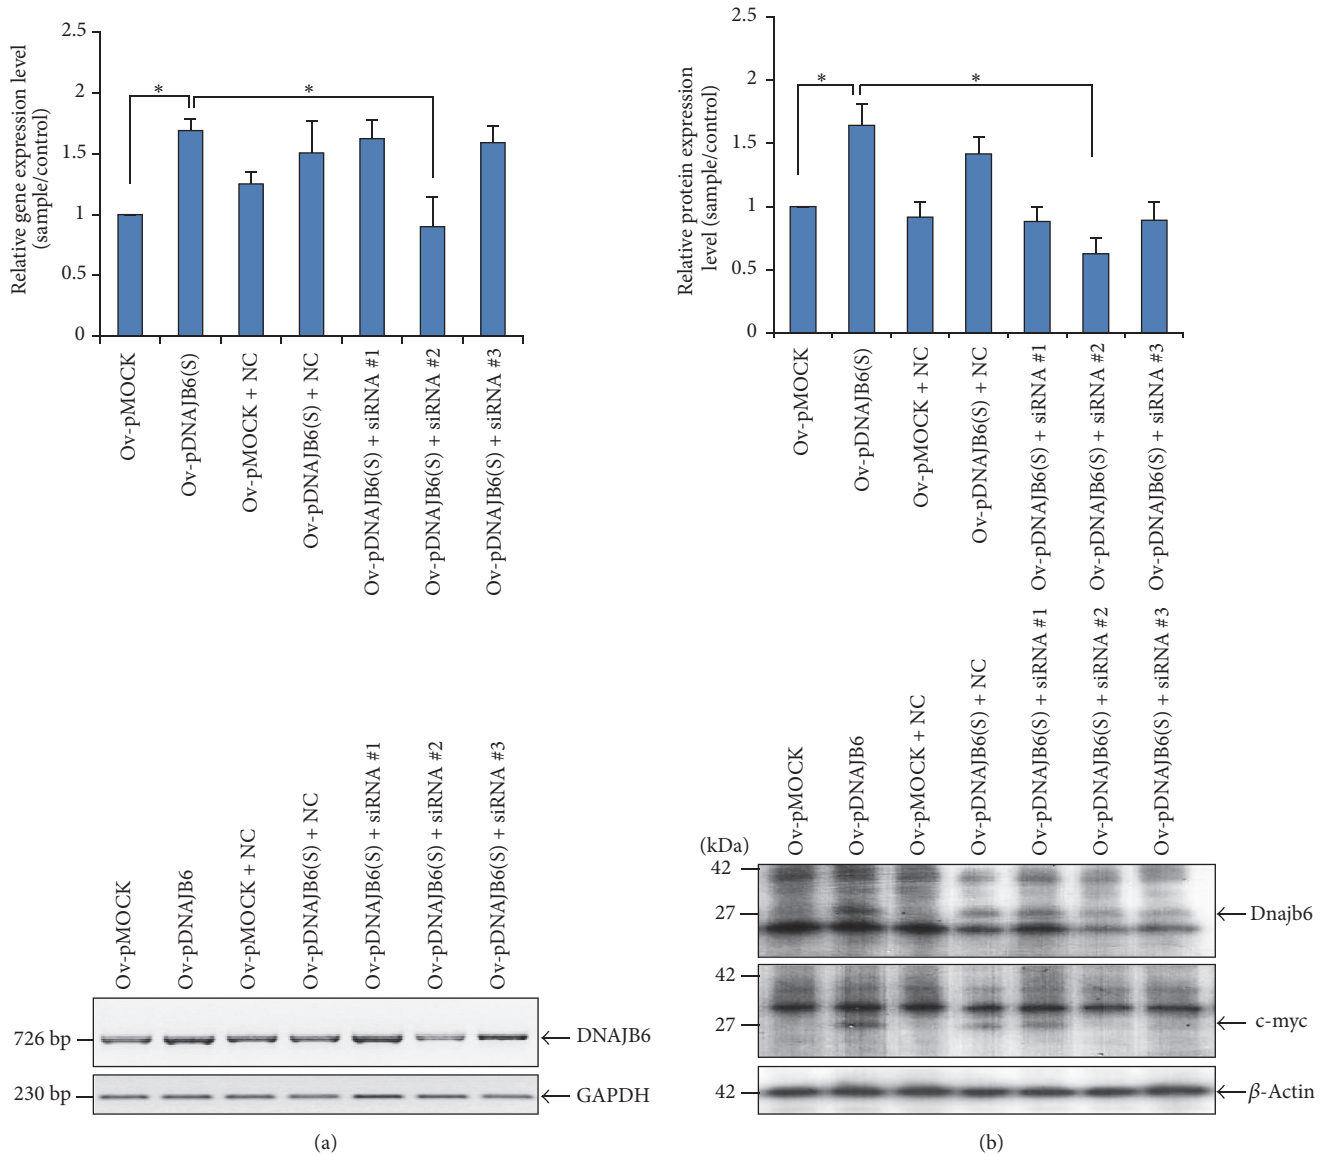 Relative gene expression level
(sample/control)
2.5
2
1.5
1
0.5
0
*
*
Ov-pMOCK
Ov-pDNAJB6(S)
Ov-pMOCK + NC
Ov-pDNAJB6(S) + NC
Ov-pDNAJB6(S) + siRNA #1
Ov-pDNAJB6(S) + siRNA #2
Ov-pDNAJB6(S) + siRNA #3
Ov-pMOCK
Ov-pDNAJB6
Ov-pMOCK + NC
Ov-pDNAJB6(S) + NC
Ov-pDNAJB6(S) + siRNA #1
Ov-pDNAJB6(S) + siRNA #2
Ov-pDNAJB6(S) + siRNA #3
726 bp
DNAJB6
230 bp
GAPDH
(a)
Relative protein expression
level (sample/control)
2.5
2
1.5
1
0.5
0
*
*
Ov-pMOCK
Ov-pDNAJB6(S)
Ov-pMOCK + NC
Ov-pDNAJB6(S) + NC
Ov-pDNAJB6(S) + siRNA #1
Ov-pDNAJB6(S) + siRNA #2
Ov-pDNAJB6(S) + siRNA #3
Ov-pMOCK
Ov-pDNAJB6
Ov-pMOCK + NC
Ov-pDNAJB6(S) + NC
Ov-pDNAJB6(S) + siRNA #1
Ov-pDNAJB6(S) + siRNA #2
Ov-pDNAJB6(S) + siRNA #3
(kDa)
42
27
Dnajb6
42
27
c-myc
42
β-Actin
(b)